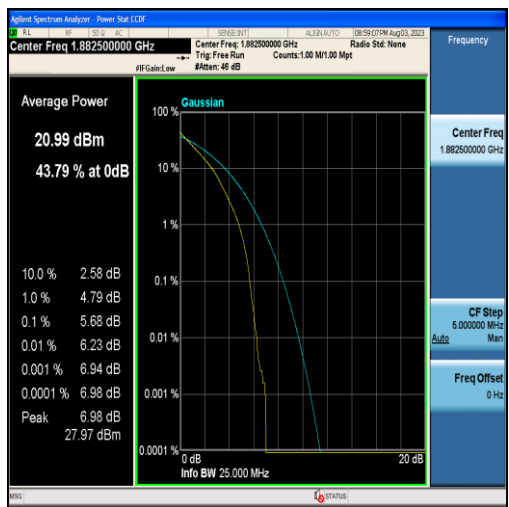 Agilent Spectrum Analyzer - Power Stat CCDF
RL RF 50 Ω AC SENSE:INT ALIGN AUTO 08:59:07 PM Aug 03, 2023
Center Freq 1.882500000 GHz
Center Freq: 1.882500000 GHz Radio Std: None
Trig: Free Run Counts:1.00 M/1.00 Mpt
#IFGain:Low #Atten: 46 dB
Frequency
Average Power
20.99 dBm
43.79 % at 0dB
10.0 % 2.58 dB
1.0 % 4.79 dB
0.1 % 5.68 dB
0.01 % 6.23 dB
0.001 % 6.94 dB
0.0001 % 6.98 dB
Peak 6.98 dB
27.97 dBm
Gaussian
100 %
10 %
1 %
0.1 %
0.01 %
0.001 %
0.0001 %
0 dB 20 dB
Info BW 25.000 MHz
Center Freq
1.882500000 GHz
CF Step
5.000000 MHz
Auto Man
Freq Offset
0 Hz
MSG STATUS